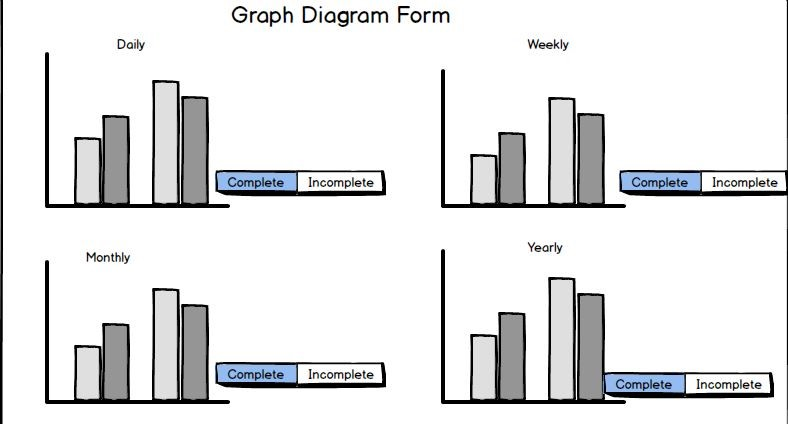 Graph Diagram Form
Daily
Weekly
Complete Incomplete
Complete Incomplete
Monthly
Yearly
Complete Incomplete
Complete Incomplete